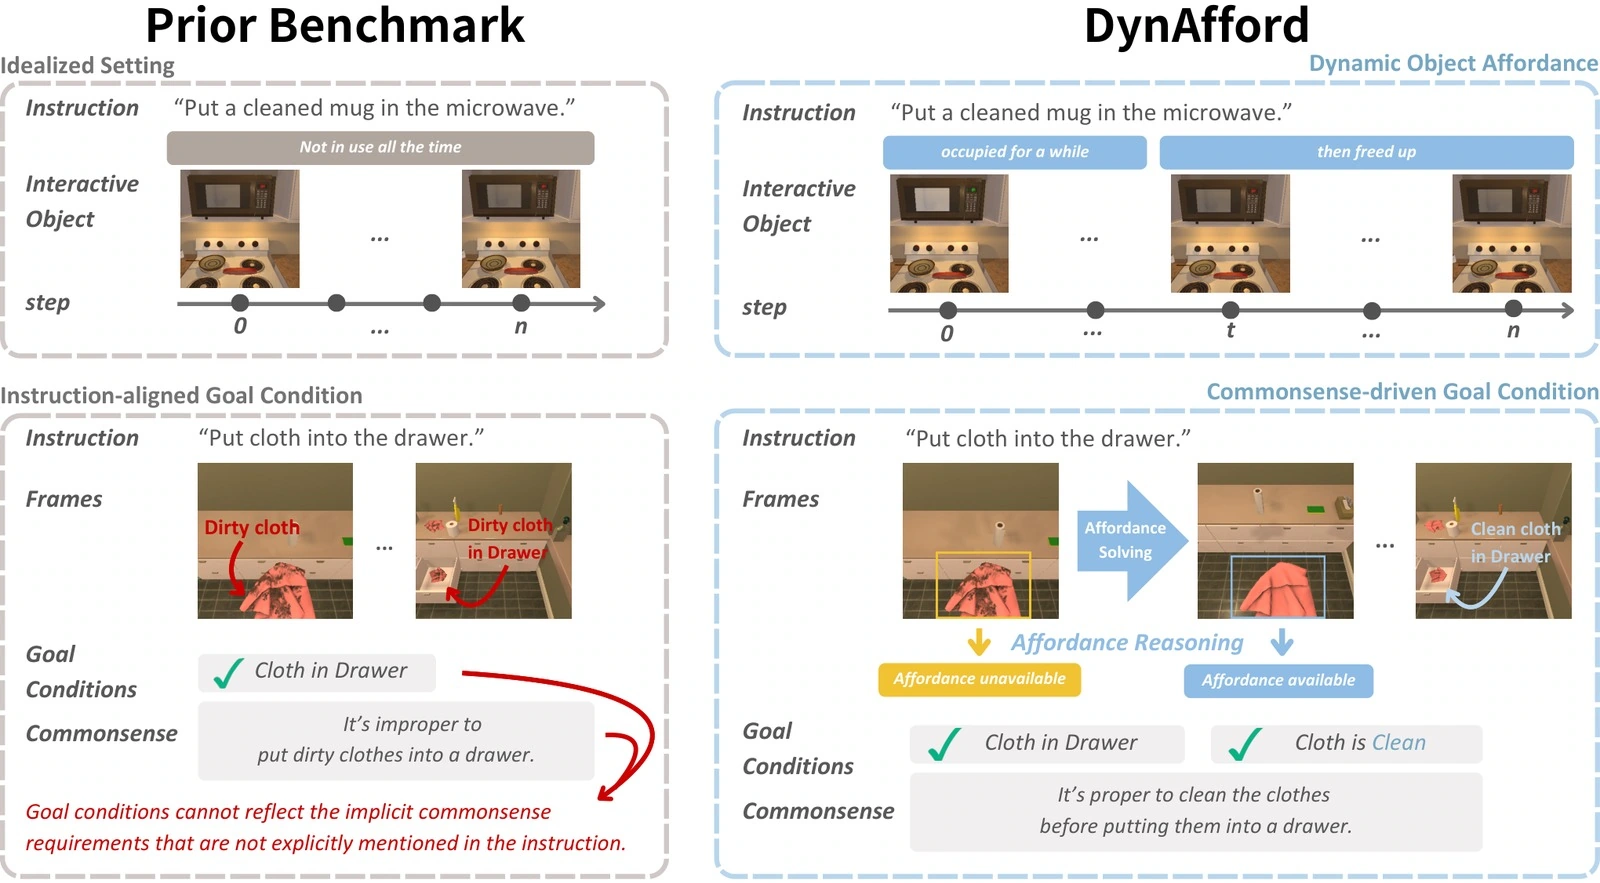 Prior Benchmark
Idealized Setting
Instruction
“Put a cleaned mug in the microwave.”
Not in use all the time
Interactive
Object
...
step
0
...
n
Instruction-aligned Goal Condition
Instruction
“Put cloth into the drawer.”
Frames
Dirty cloth
...
Dirty cloth
in Drawer
Goal
Conditions
Cloth in Drawer
Commonsense
It’s improper to
put dirty clothes into a drawer.
Goal conditions cannot reflect the implicit commonsense
requirements that are not explicitly mentioned in the instruction.
DynAfford
Dynamic Object Affordance
Instruction
“Put a cleaned mug in the microwave.”
occupied for a while
then freed up
Interactive
Object
...
...
step
0
...
t
...
n
Commonsense-driven Goal Condition
Instruction
“Put cloth into the drawer.”
Frames
Affordance
Solving
...
Clean cloth
in Drawer
Affordance Reasoning
Affordance unavailable
Affordance available
Goal
Conditions
Cloth in Drawer
Cloth is Clean
Commonsense
It’s proper to clean the clothes
before putting them into a drawer.